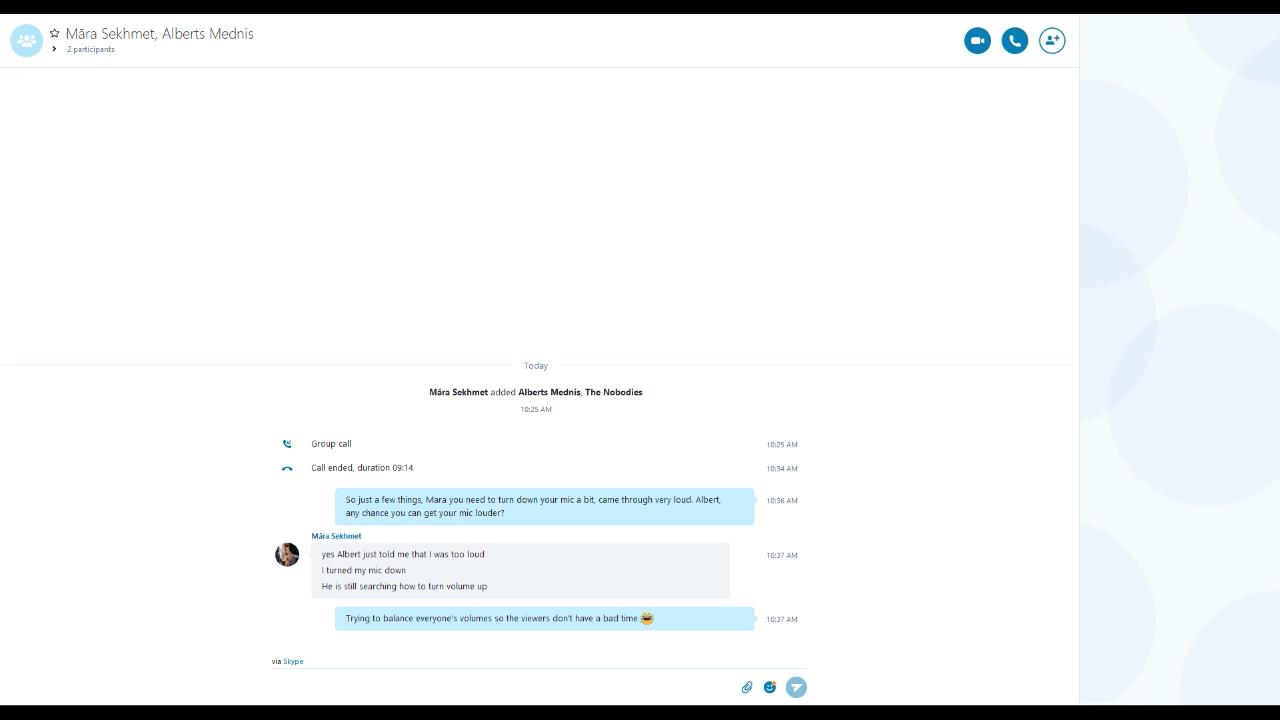 Māra Sekhmet, Alberts Mednis
2 participants
Today
Māra Sekhmet added Alberts Mednis, The Nobodies
10:25 AM
Group call 10:25 AM
Call ended, duration 09:14 10:34 AM
So just a few things, Mara you need to turn down your mic a bit, came through very loud. Albert, 10:36 AM
any chance you can get your mic louder?
Māra Sekhmet
yes Albert just told me that I was too loud 10:37 AM
I turned my mic down
He is still searching how to turn volume up
Trying to balance everyone's volumes so the viewers don't have a bad time 10:37 AM
via Skype